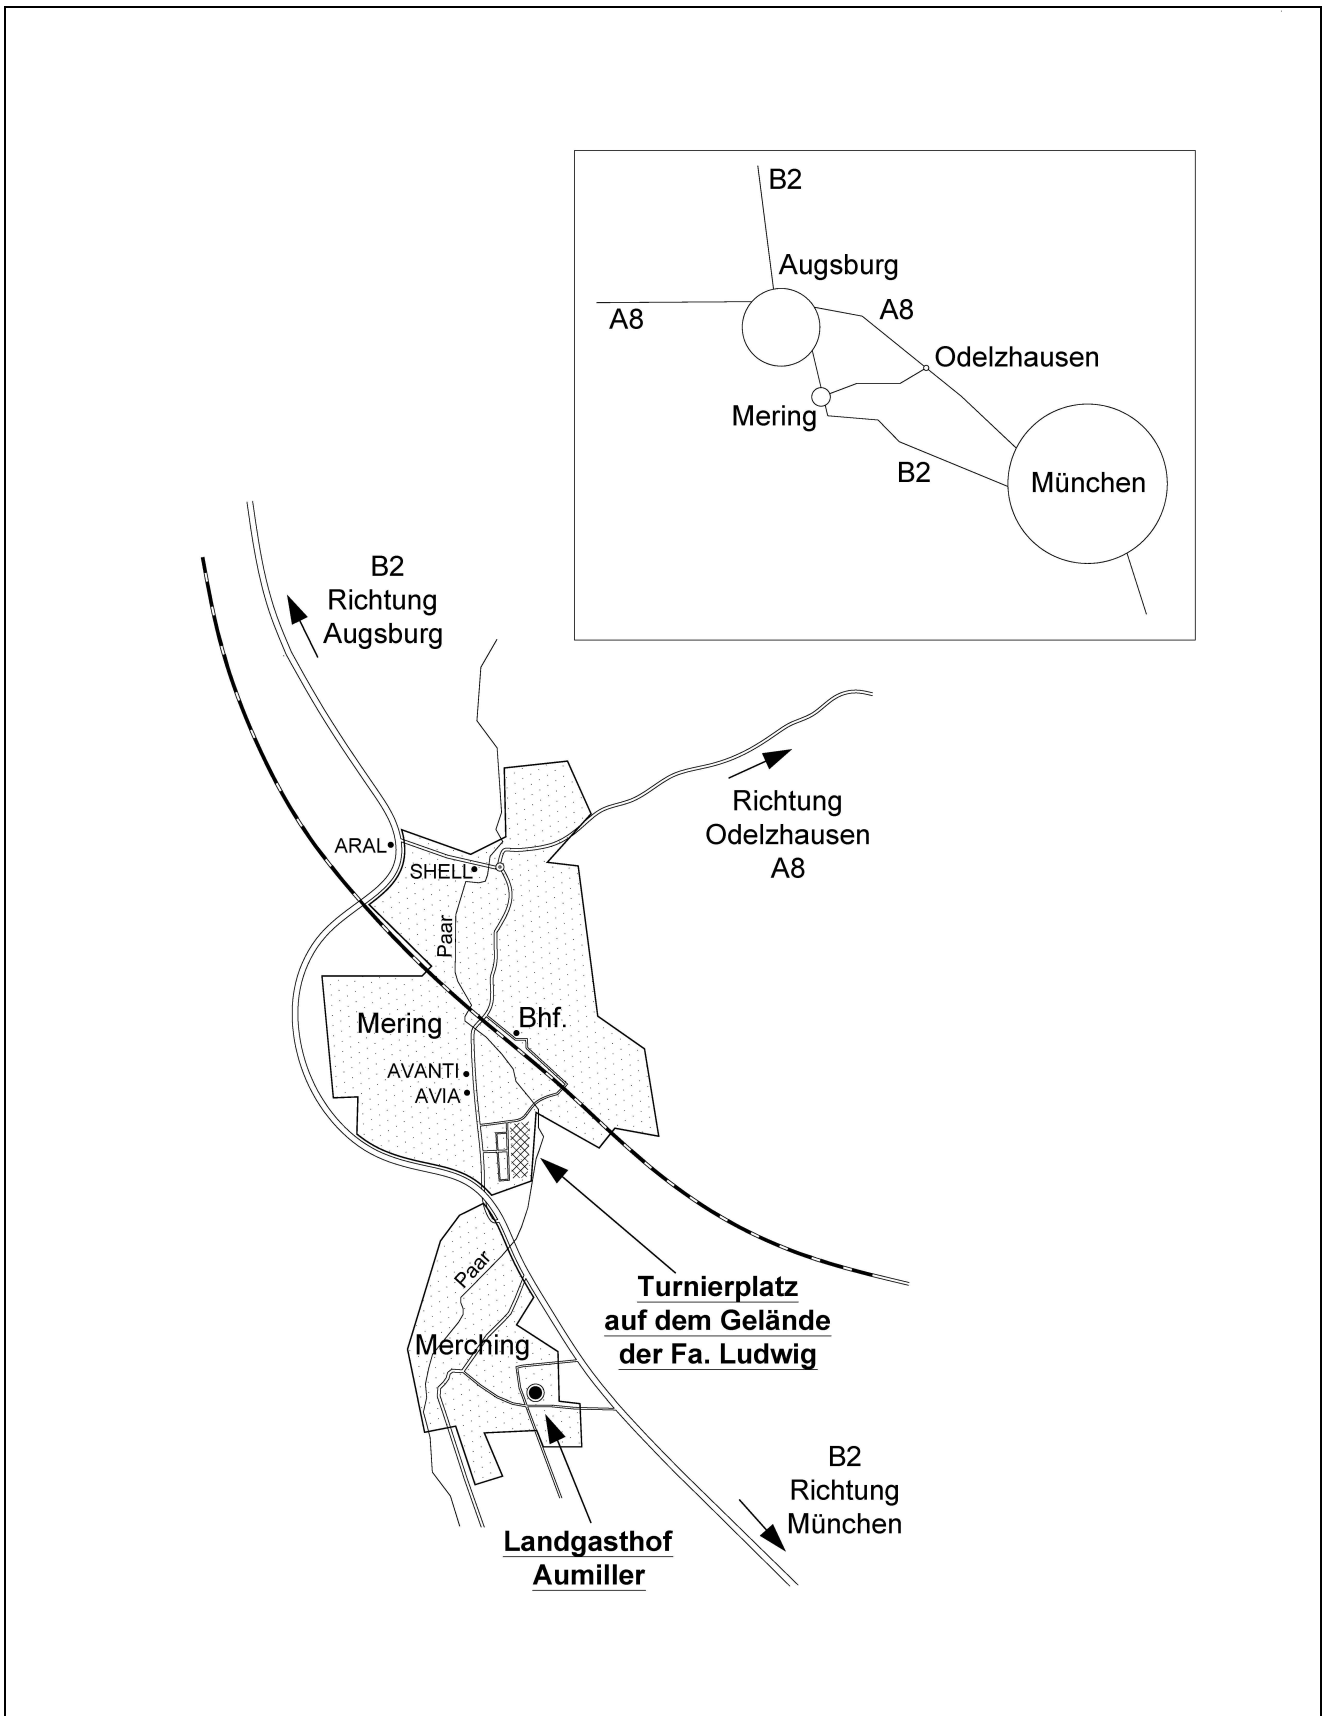 B2
Augsburg
A8
A8
Odelzhausen
Mering
B2
München
B2
Richtung
Augsburg
Richtung
Odelzhausen
A8
ARAL
SHELL
Paar
Mering
Bhf.
AVANTI
AVIA
Paar
Turnierplatz
auf dem Gelände
der Fa. Ludwig
Merching
B2
Richtung
München
Landgasthof
Aumiller